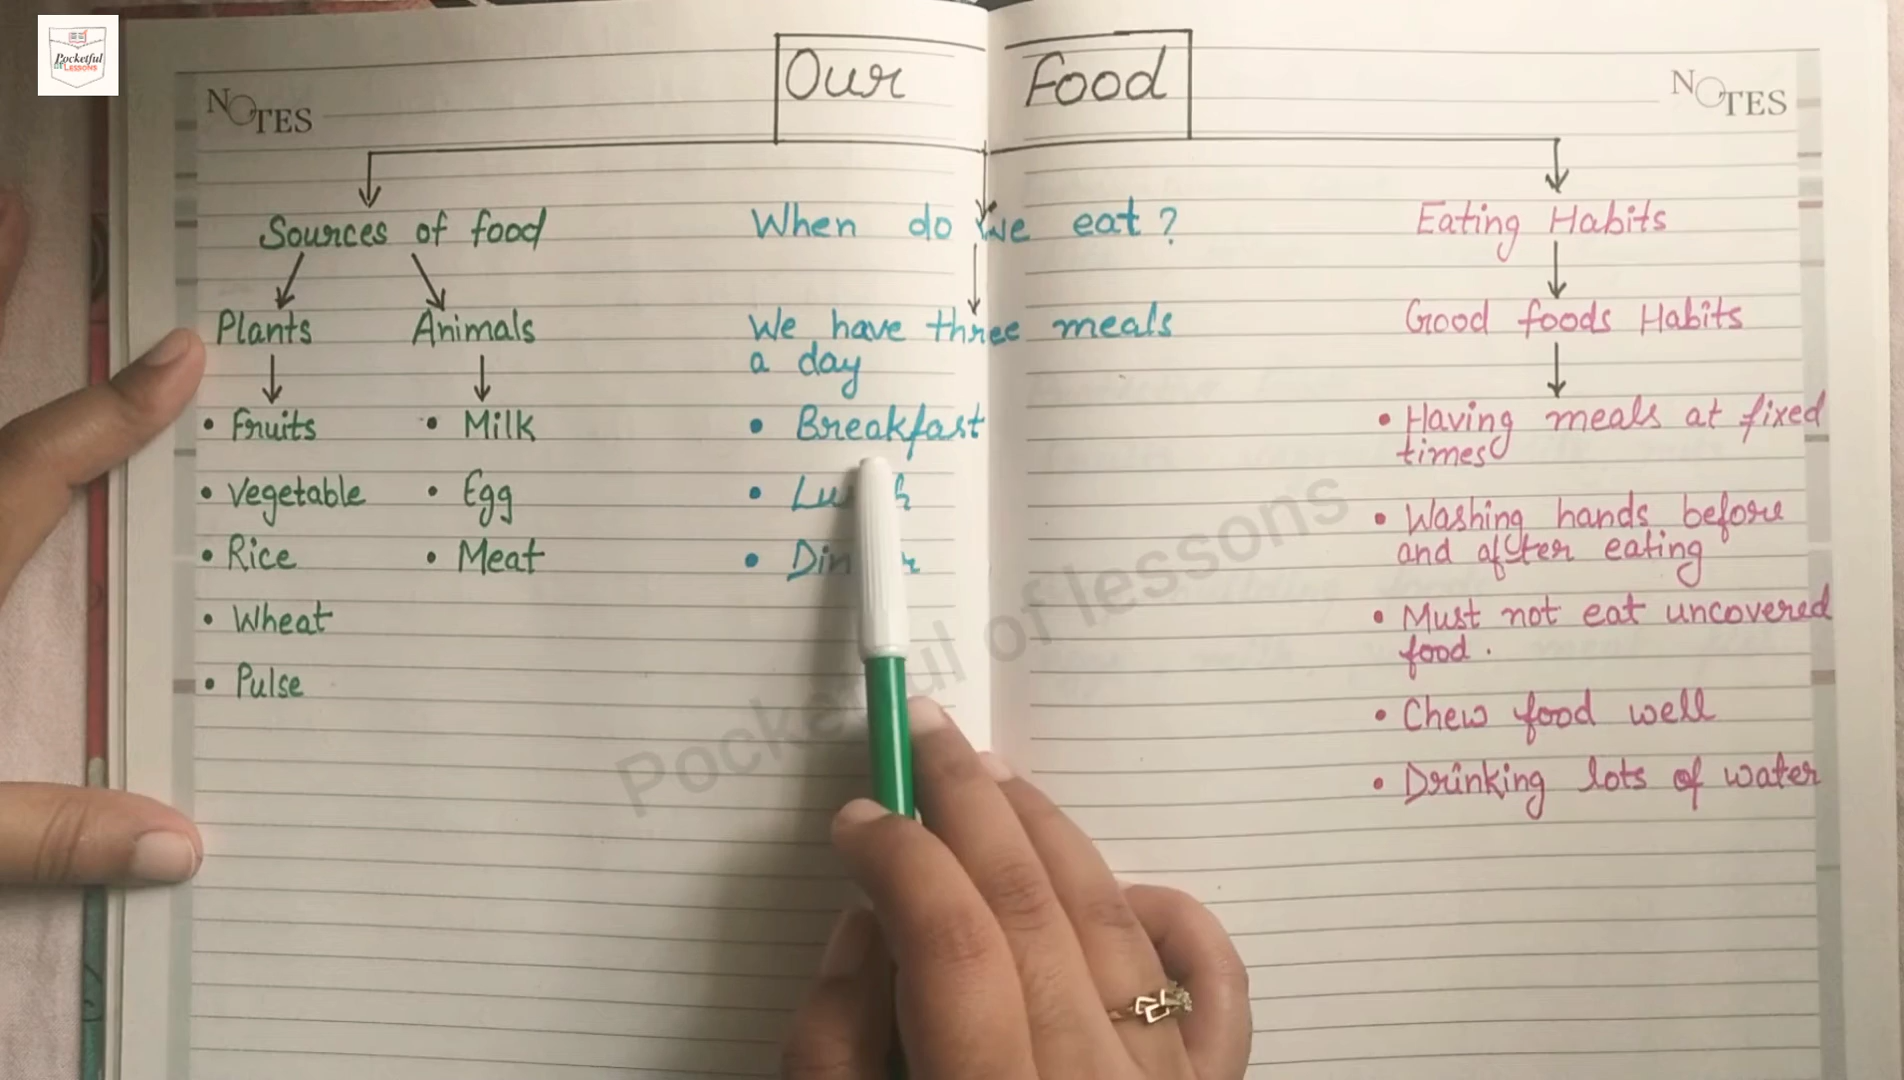 Pocketful
OF LESSONS
NOTES
NOTES
Our Food
Sources of food
Plants
Animals
• Fruits
• Vegetable
• Rice
• Wheat
• Pulse
• Milk
• Egg
• Meat
When do we eat?
We have three meals
a day
• Breakfast
Eating Habits
Good foods Habits
• Having meals at fixed
times
• Washing hands before
and after eating
• Must not eat uncovered
food.
• Chew food well
• Drinking lots of water
Pocketful of lessons